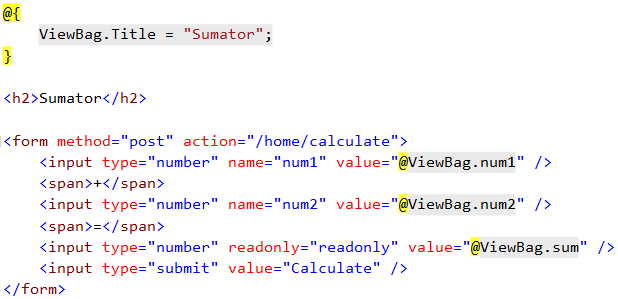 @{
    ViewBag.Title = "Sumator";
}

<h2>Sumator</h2>

<form method="post" action="/home/calculate">
    <input type="number" name="num1" value="@ViewBag.num1" />
    <span>+</span>
    <input type="number" name="num2" value="@ViewBag.num2" />
    <span>=</span>
    <input type="number" readonly="readonly" value="@ViewBag.sum" />
    <input type="submit" value="Calculate" />
</form>